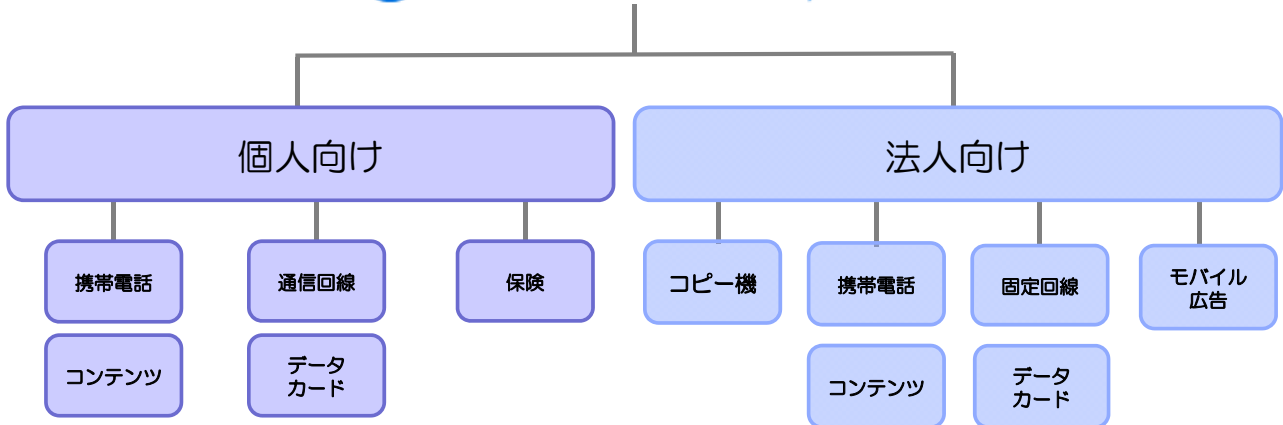 個人向け
法人向け
携帯電話
通信回線
保険
コピー機
携帯電話
固定回線
モバイル
広告
コンテンツ
データ
カード
コンテンツ
データ
カード